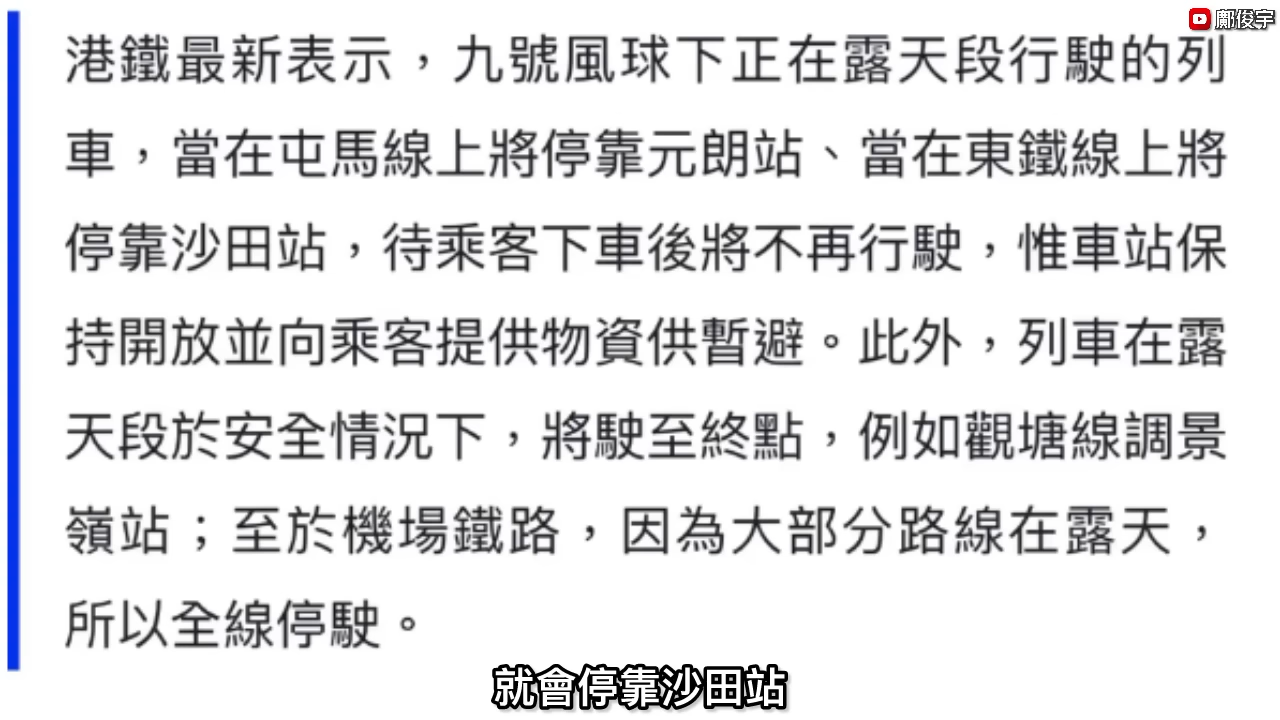 鄺俊宇
港鐵最新表示，九號風球下正在露天段行駛的列
車，當在屯馬線上將停靠元朗站、當在東鐵線上將
停靠沙田站，待乘客下車後將不再行駛，惟車站保
持開放並向乘客提供物資供暫避。此外，列車在露
天段於安全情況下，將駛至終點，例如觀塘線調景
嶺站；至於機場鐵路，因為大部分路線在露天，
所以全線停駛。
就會停靠沙田站